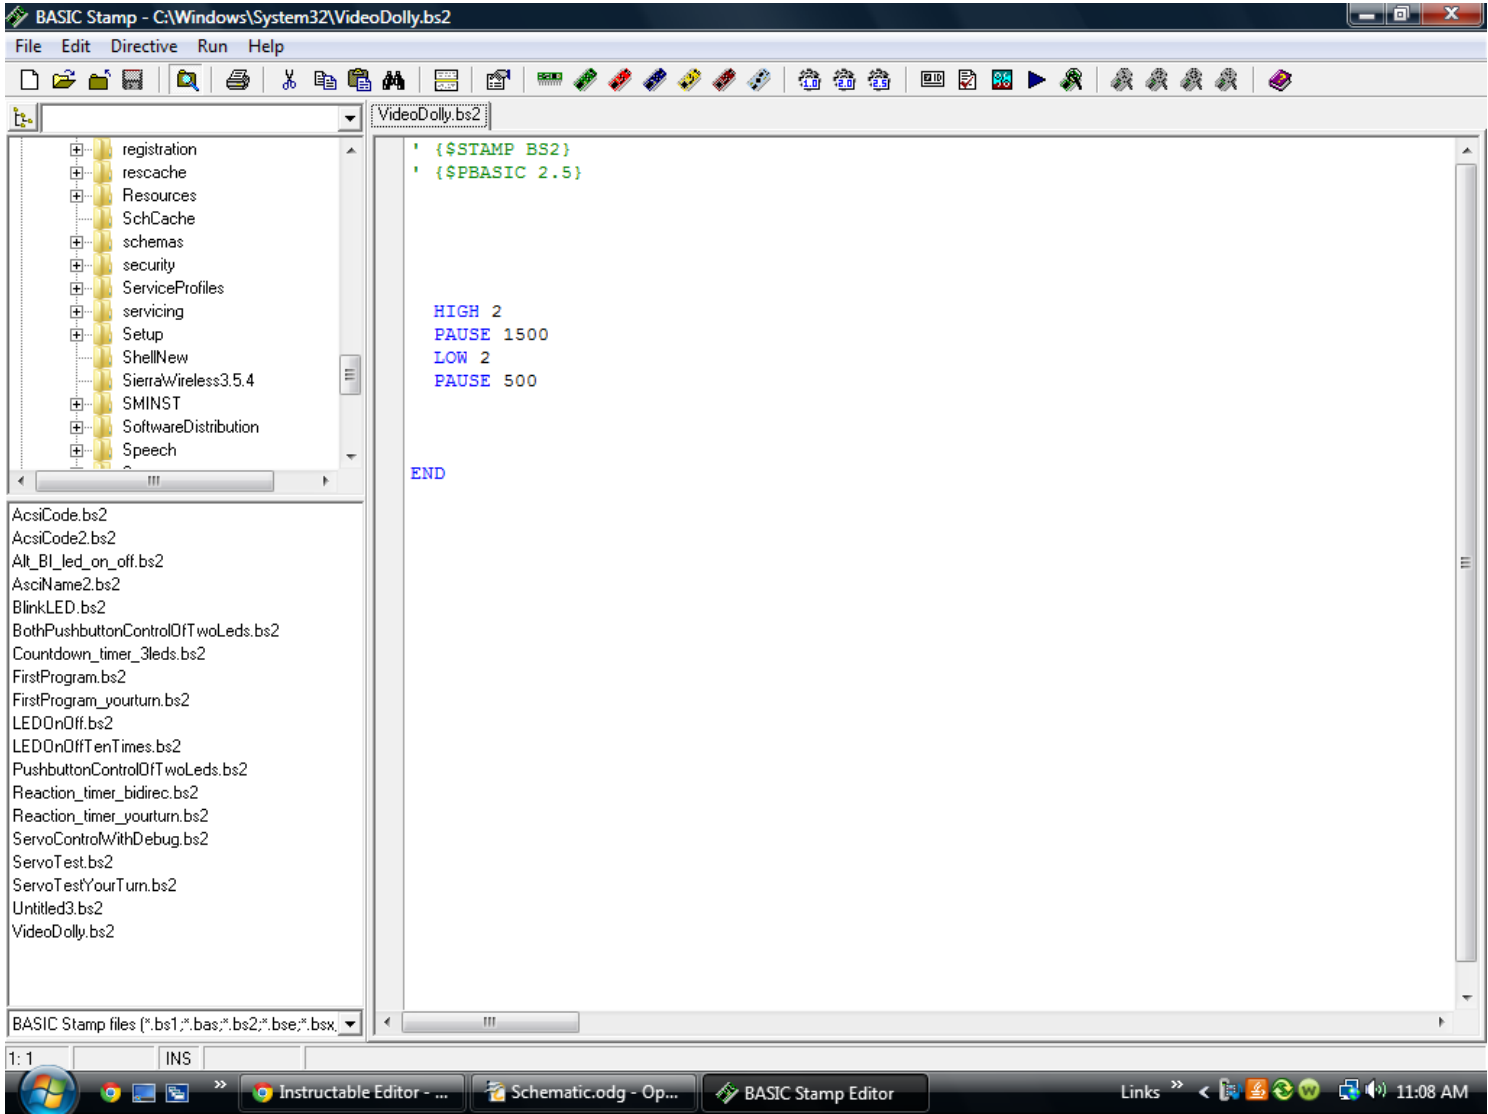 BASIC Stamp - C:\Windows\System32\VideoDolly.bs2
File Edit Directive Run Help
VideoDolly.bs2
registration
rescache
Resources
SchCache
schemas
security
ServiceProfiles
servicing
Setup
ShellNew
SierraWireless3.5.4
SMINST
SoftwareDistribution
Speech
' {$STAMP BS2}
' {$PBASIC 2.5}
HIGH 2
PAUSE 1500
LOW 2
PAUSE 500
END
AcsiCode.bs2
AcsiCode2.bs2
Alt_BI_led_on_off.bs2
AsciName2.bs2
BlinkLED.bs2
BothPushbuttonControlOfTwoLeds.bs2
Countdown_timer_3leds.bs2
FirstProgram.bs2
FirstProgram_yourturn.bs2
LEDOnOff.bs2
LEDOnOffTenTimes.bs2
PushbuttonControlOfTwoLeds.bs2
Reaction_timer_bidirec.bs2
Reaction_timer_yourturn.bs2
ServoControlWithDebug.bs2
ServoTest.bs2
ServoTestYourTurn.bs2
Untitled3.bs2
VideoDolly.bs2
BASIC Stamp files (*.bs1;*.bas;*.bs2;*.bse;*.bsx,
1: 1 INS
Instructable Editor - ... Schematic.odg - Op... BASIC Stamp Editor Links 11:08 AM